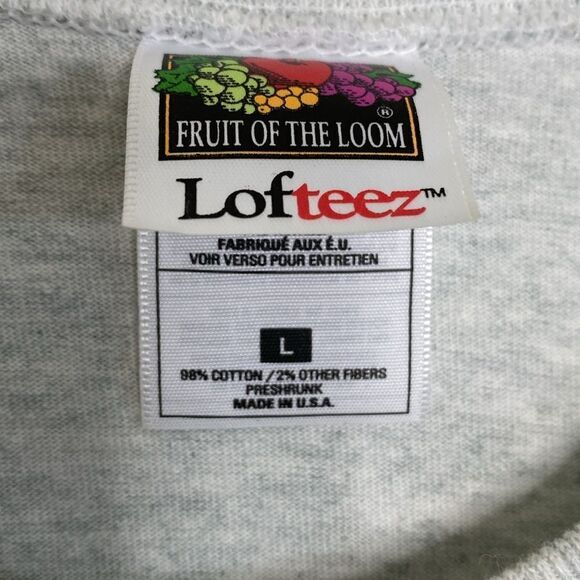 FRUIT OF THE LOOM
®
Lofteez™
FABRIQUÉ AUX É.U.
VOIR VERSO POUR ENTRETIEN
L
98% COTTON / 2% OTHER FIBERS
PRESHRUNK
MADE IN U.S.A.